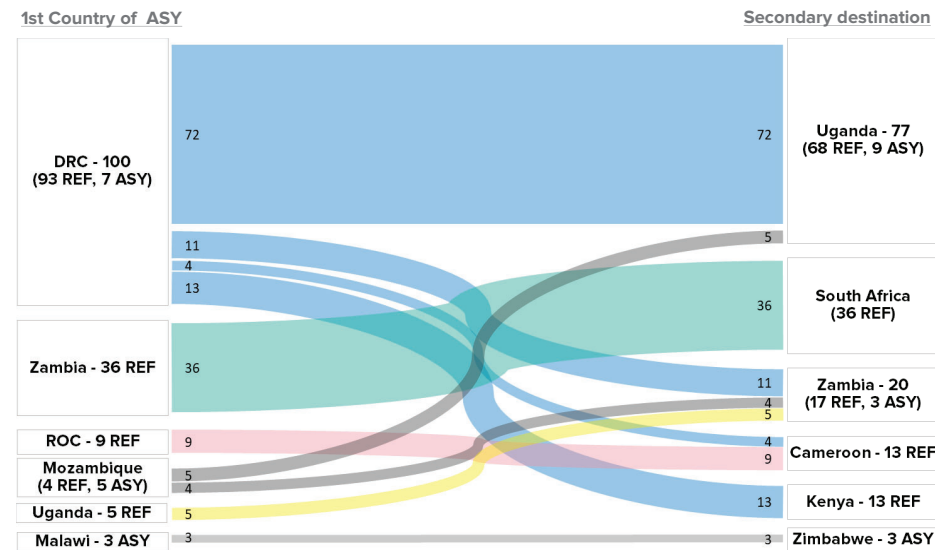 1st Country of ASY
Secondary destination
DRC - 100
(93 REF, 7 ASY)
72
11
4
13
Zambia - 36 REF
36
ROC - 9 REF
9
Mozambique
(4 REF, 5 ASY)
5
4
Uganda - 5 REF
5
Malawi - 3 ASY
3
72
Uganda - 77
(68 REF, 9 ASY)
5
36
South Africa
(36 REF)
11
Zambia - 20
(17 REF, 3 ASY)
4
5
4
Cameroon - 13 REF
9
13
Kenya - 13 REF
3
Zimbabwe - 3 ASY